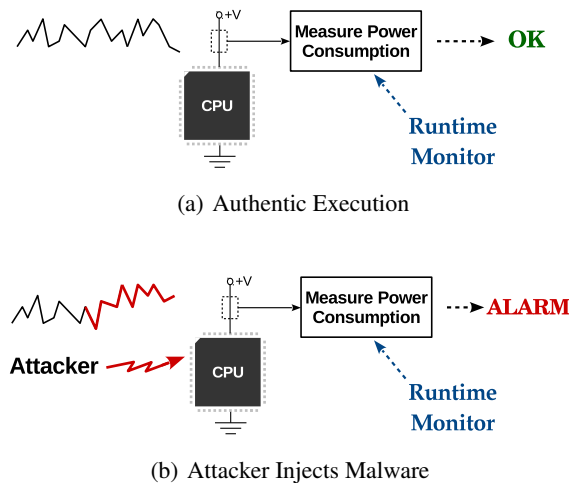 +V
Measure Power
Consumption
OK
CPU
Runtime
Monitor
(a) Authentic Execution
+V
Measure Power
Consumption
ALARM
Attacker
CPU
Runtime
Monitor
(b) Attacker Injects Malware